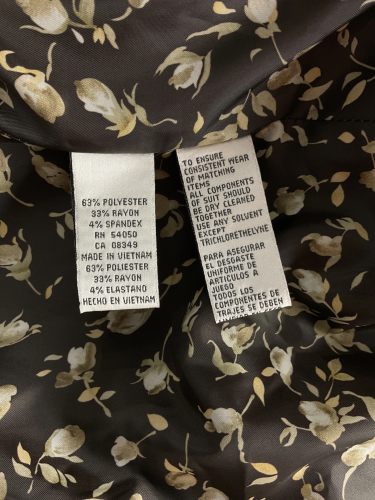 63% POLYESTER
33% RAYON
4% SPANDEX
RN 54050
CA 08349
MADE IN VIETNAM
63% POLIESTER
33% RAYON
4% ELASTANO
HECHO EN VIETNAM
TO ENSURE
CONSISTENT WEAR
OF MATCHING
ITEMS
ALL COMPONENTS
OF SUIT SHOULD
BE DRY CLEANED
TOGETHER
USE ANY SOLVENT
EXCEPT
TRICHLORETHELYNE
PARA ASEGURAR
EL DESGASTE
UNIFORME DE
ARTICULOS A
JUEGO
TODOS LOS
COMPONENTES DE
TRAJES SE DEBEN